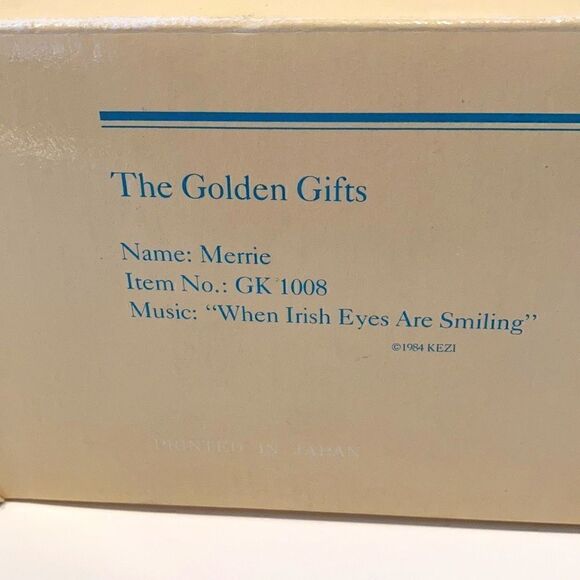 The Golden Gifts
Name: Merrie
Item No.: GK 1008
Music: “When Irish Eyes Are Smiling”
©1984 KEZI
PRINTED IN JAPAN